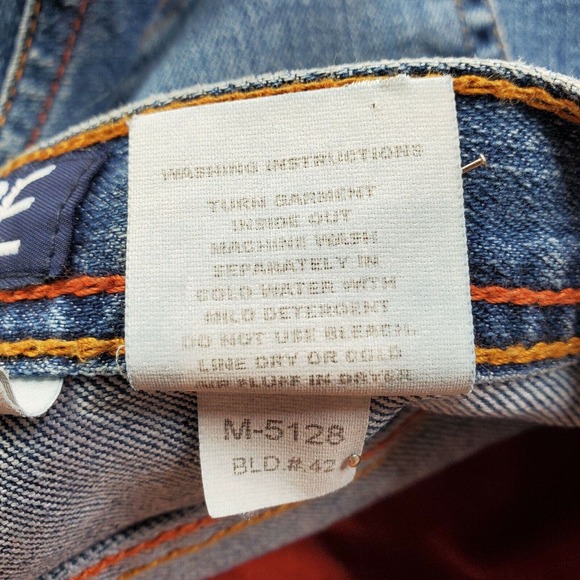 WASHING INSTRUCTIONS
TURN GARMENT
INSIDE OUT
MACHINE WASH
SEPARATELY IN
COLD WATER WITH
MILD DETERGENT
DO NOT USE BLEACH.
LINE DRY OR COLD
AIR FLUFF IN DRYER
M-5128
BLD.#.42